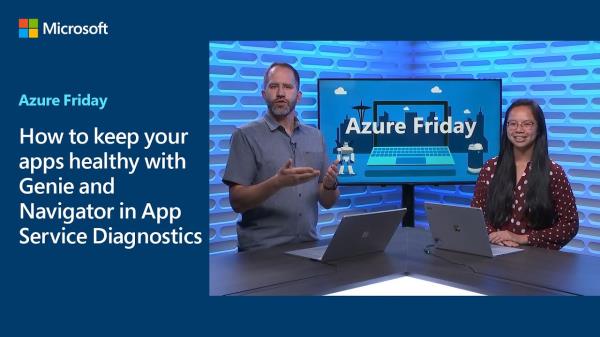 Microsoft
Azure Friday
How to keep your
apps healthy with
Genie and
Navigator in App
Service Diagnostics
Azure Friday